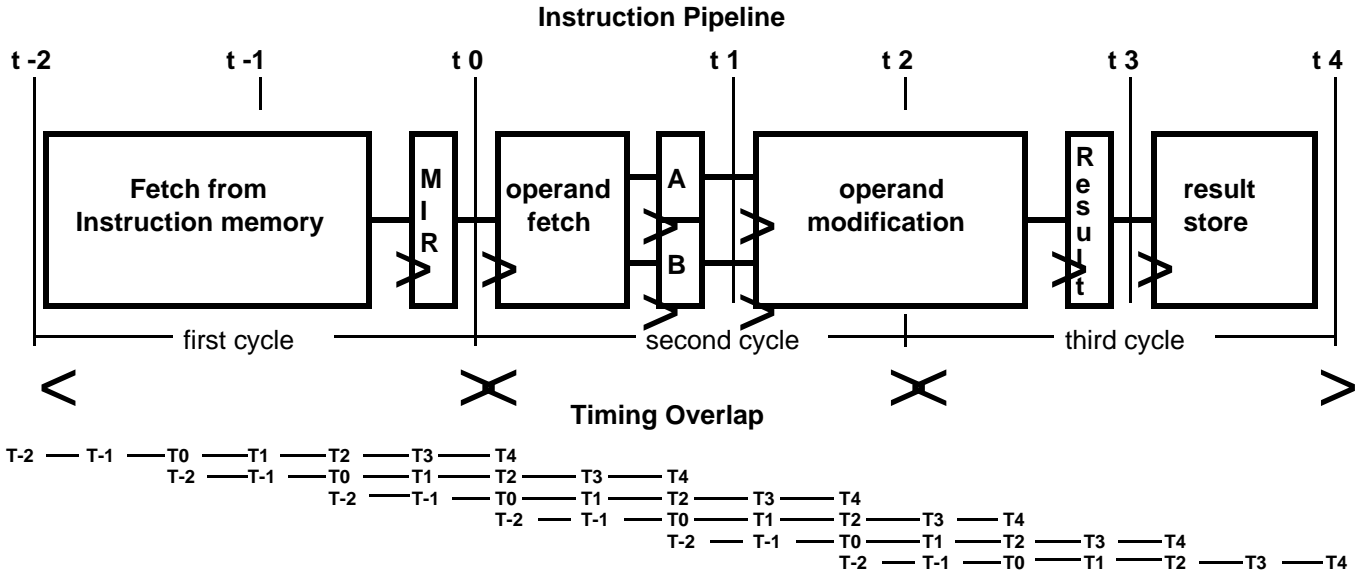 Instruction Pipeline
t -2 t -1 t 0 t 1 t 2 t 3 t 4
Fetch from
Instruction memory
M
I
R
operand
fetch
A
B
operand
modification
R
e
s
u
l
t
result
store
first cycle second cycle third cycle
Timing Overlap
T-2 T-1 T0 T1 T2 T3 T4
T-2 T-1 T0 T1 T2 T3 T4
T-2 T-1 T0 T1 T2 T3 T4
T-2 T-1 T0 T1 T2 T3 T4
T-2 T-1 T0 T1 T2 T3 T4
T-2 T-1 T0 T1 T2 T3 T4